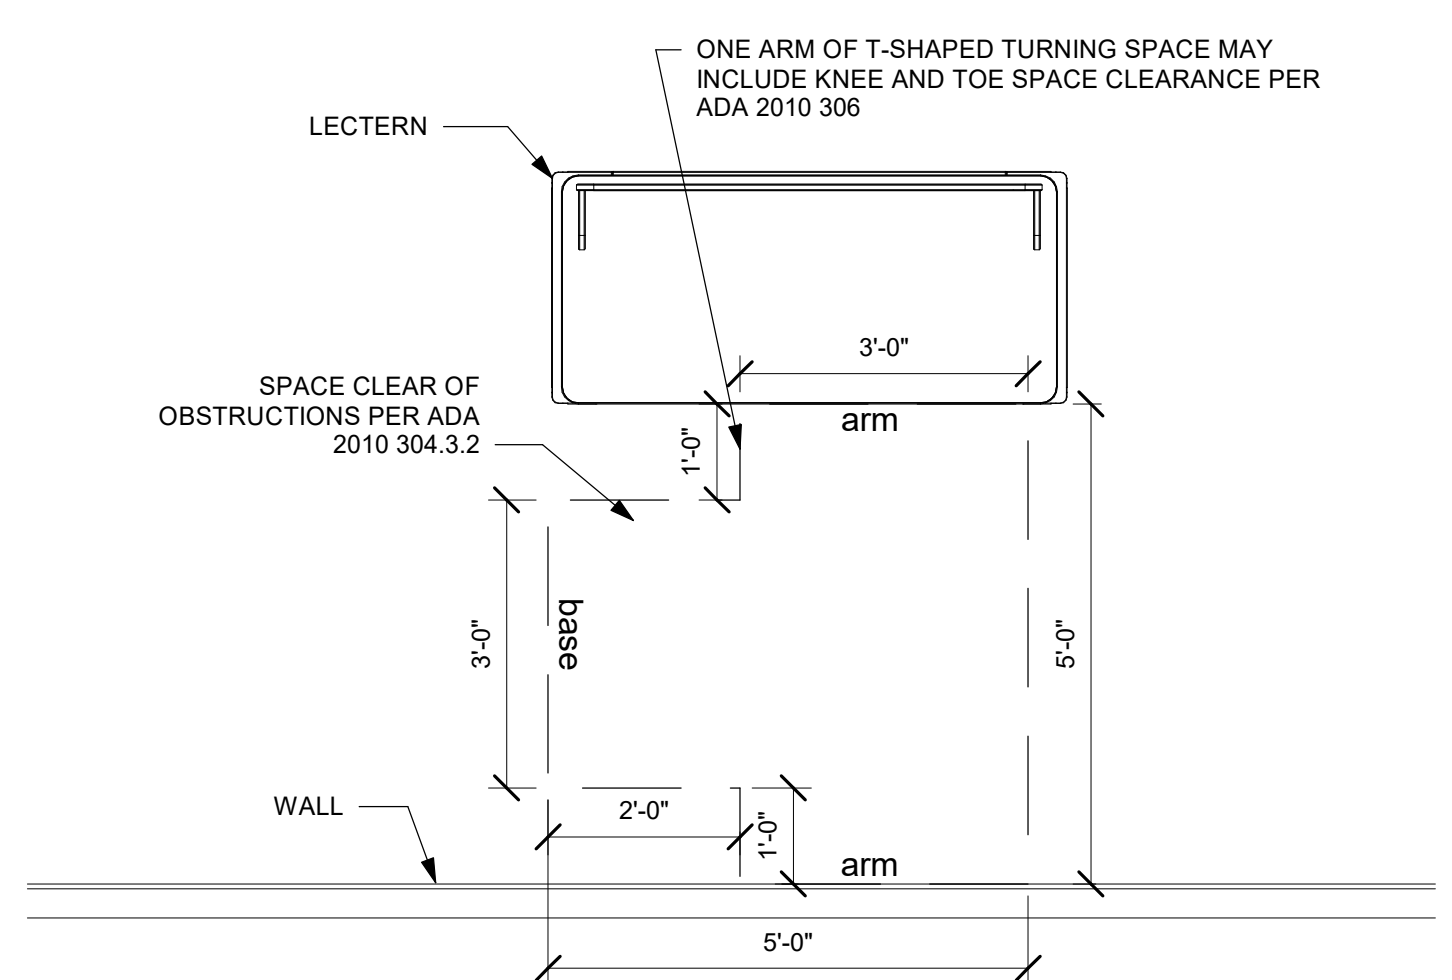 ONE ARM OF T-SHAPED TURNING SPACE MAY
INCLUDE KNEE AND TOE SPACE CLEARANCE PER
ADA 2010 306
LECTERN
3'-0"
SPACE CLEAR OF
OBSTRUCTIONS PER ADA
2010 304.3.2
arm
1'-0"
base
3'-0"
5'-0"
WALL
2'-0"
1'-0"
arm
5'-0"